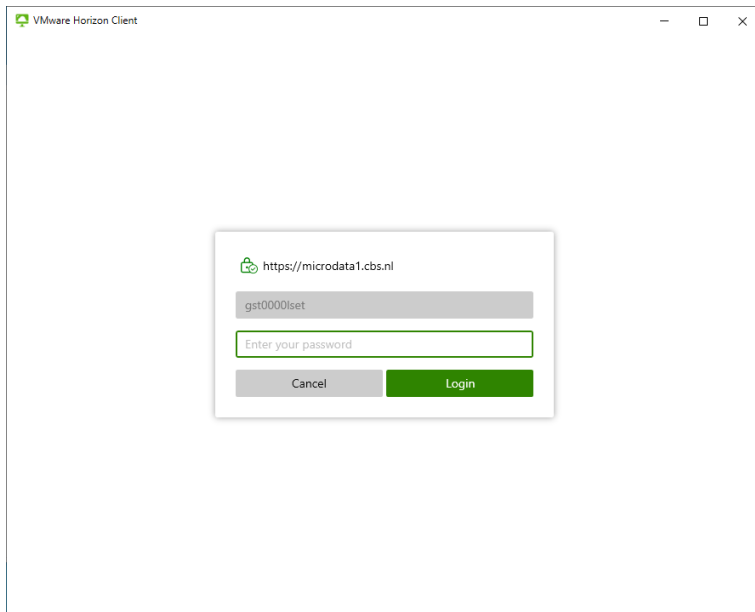 VMware Horizon Client
https://microdata1.cbs.nl
gst0000lset
Enter your password
Cancel Login